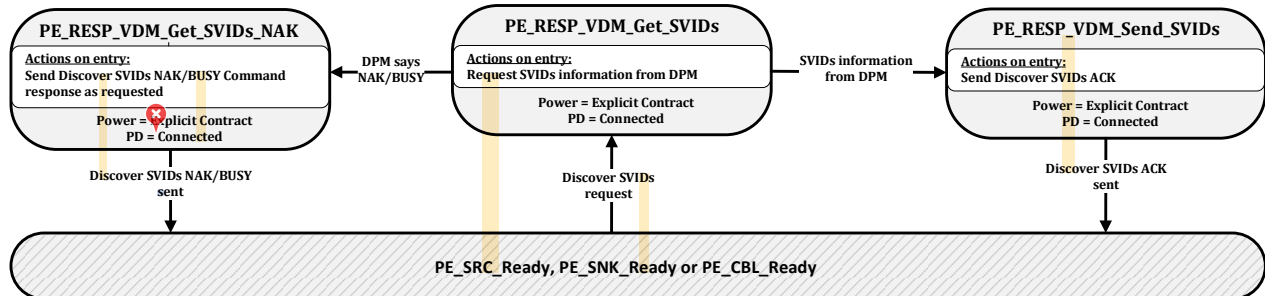 PE_RESP_VDM_Get_SVIDs_NAK
Actions on entry:
Send Discover SVIDs NAK/BUSY Command
response as requested
Power = Explicit Contract
PD = Connected
DPM says
NAK/BUSY
PE_RESP_VDM_Get_SVIDs
Actions on entry:
Request SVIDs information from DPM
Power = Explicit Contract
PD = Connected
SVIDs information
from DPM
PE_RESP_VDM_Send_SVIDs
Actions on entry:
Send Discover SVIDs ACK
Power = Explicit Contract
PD = Connected
Discover SVIDs NAK/BUSY
sent
Discover SVIDs
request
Discover SVIDs ACK
sent
PE_SRC_Ready, PE_SNK_Ready or PE_CBL_Ready